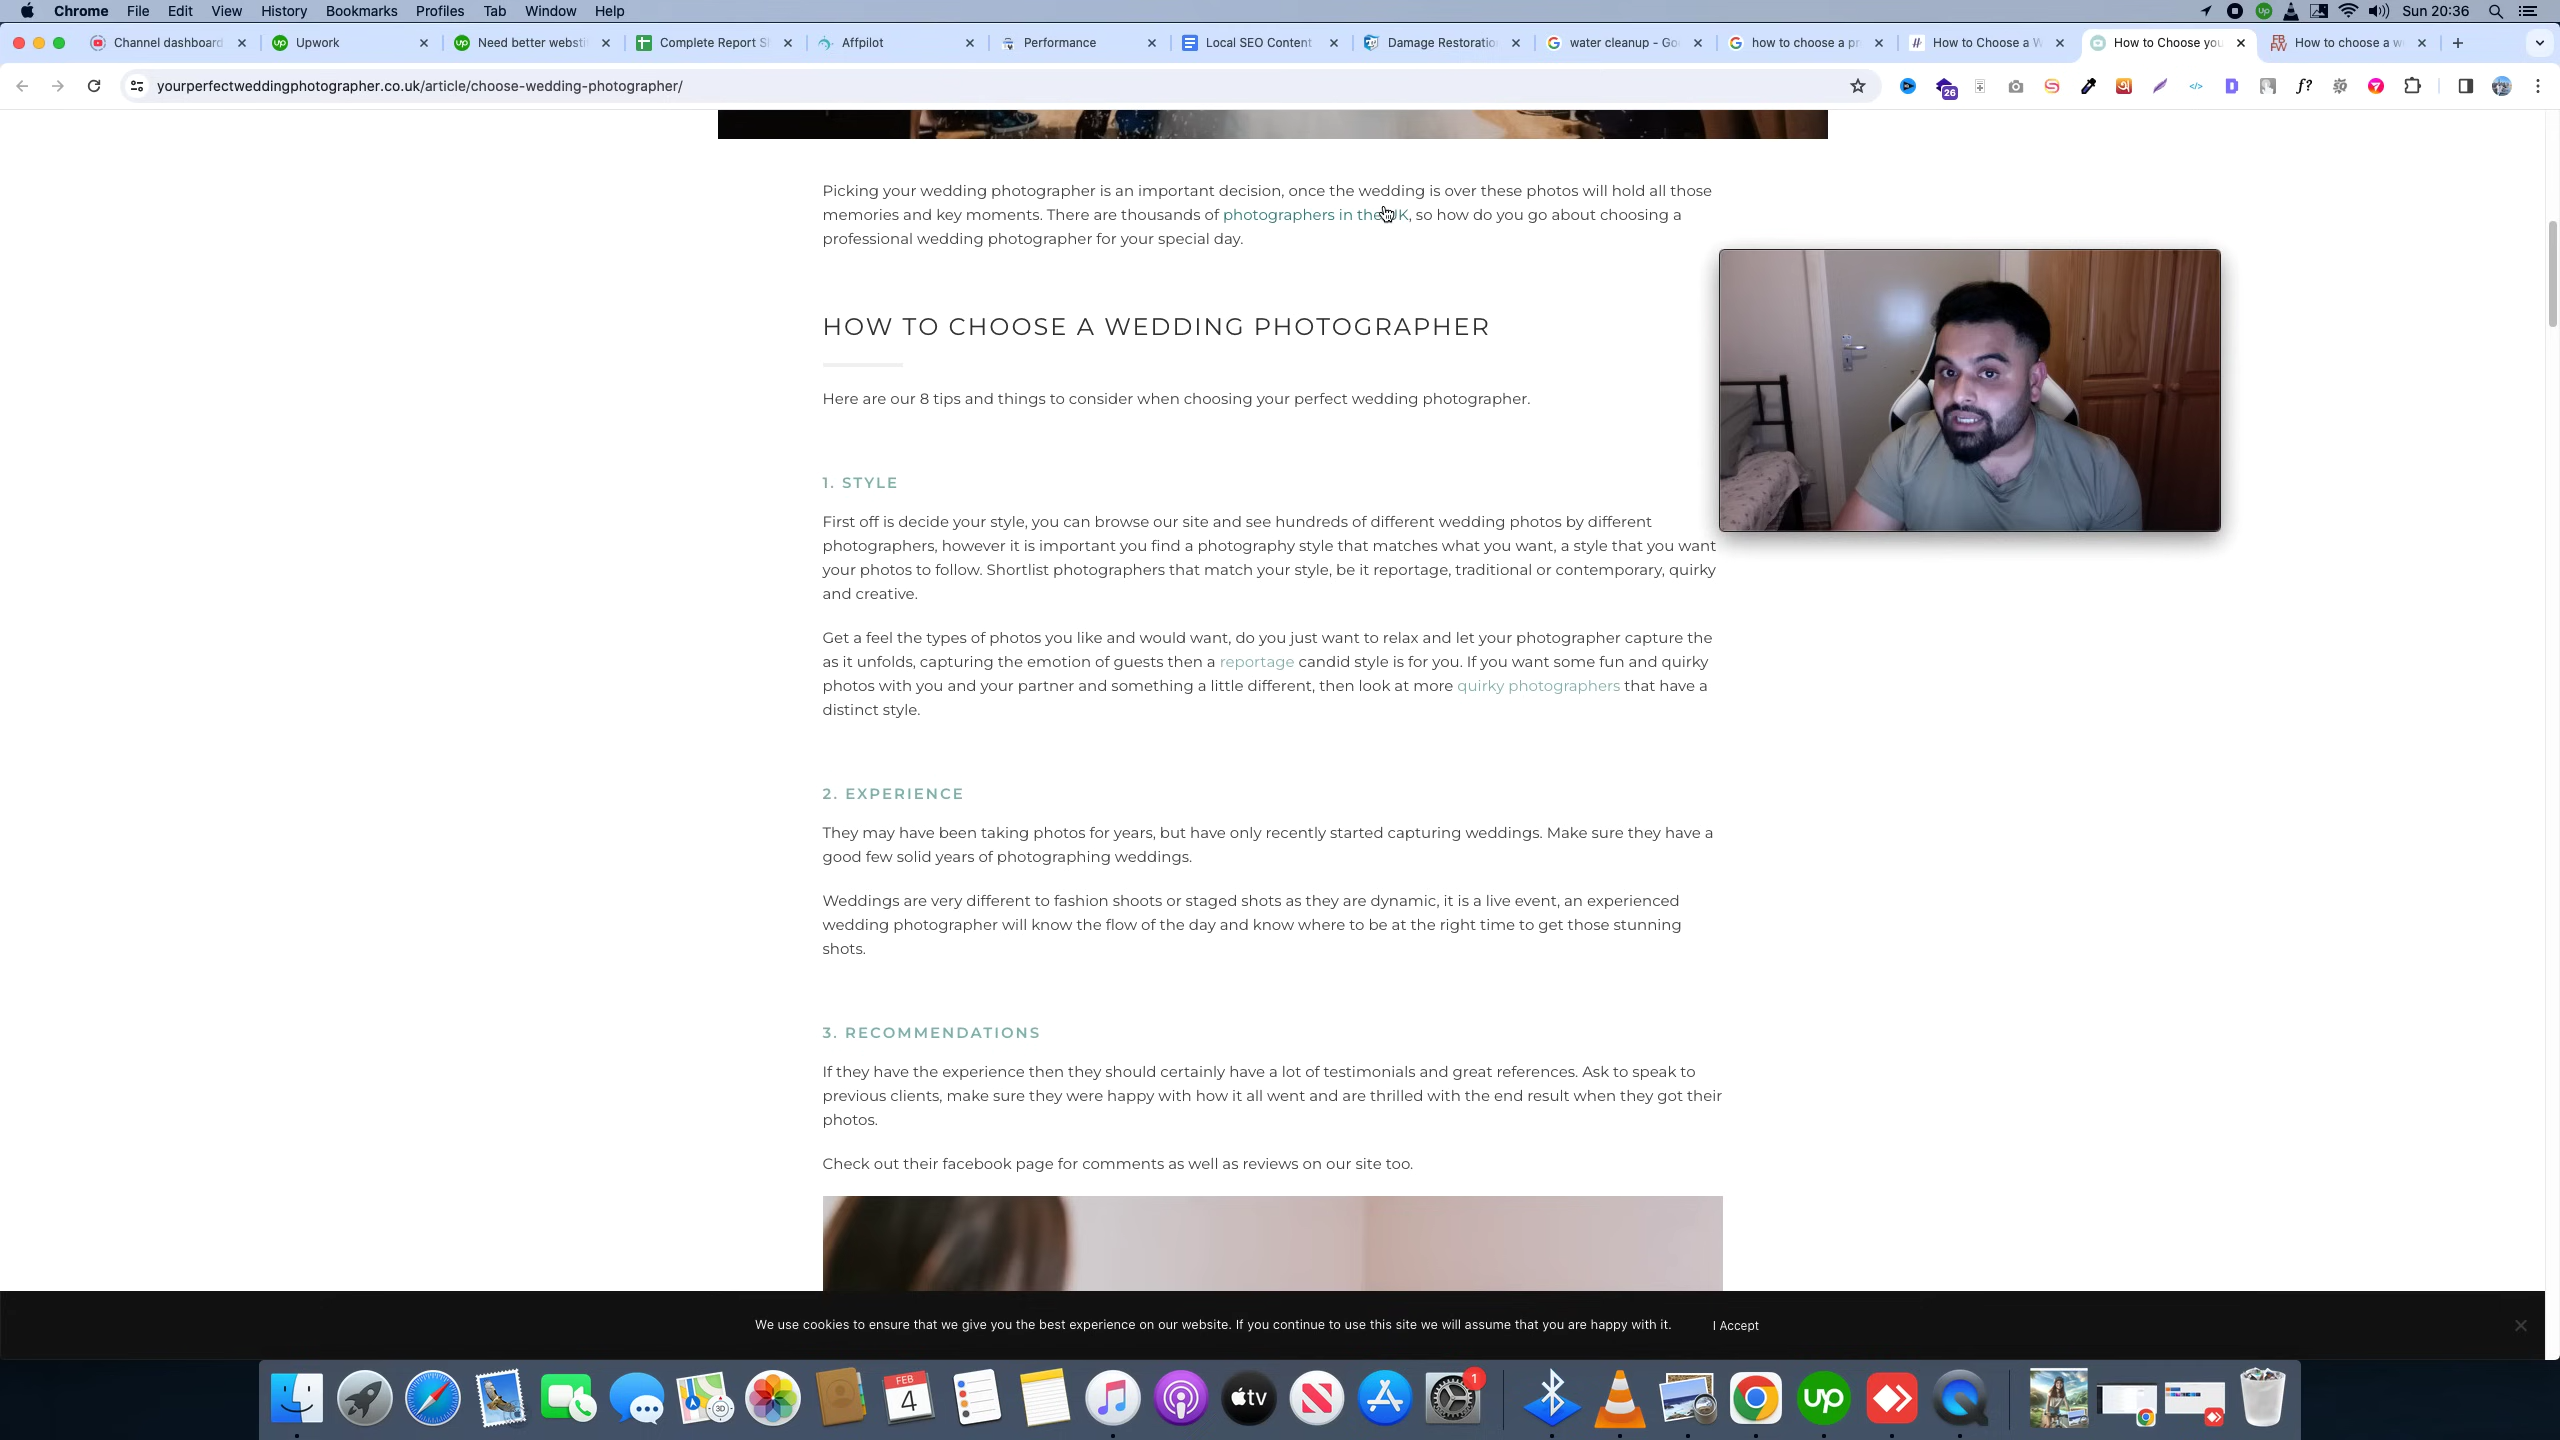 Chrome File Edit View History Bookmarks Profiles Tab Window Help Sun 20:36
Channel dashboard Upwork Need better websit Complete Report S Affpilot Performance Local SEO Content Damage Restoratio water cleanup - Go how to choose a pr How to Choose a W How to Choose you How to choose a w
yourperfectweddingphotographer.co.uk/article/choose-wedding-photographer/
26
Picking your wedding photographer is an important decision, once the wedding is over these photos will hold all those
memories and key moments. There are thousands of photographers in the UK, so how do you go about choosing a
professional wedding photographer for your special day.
HOW TO CHOOSE A WEDDING PHOTOGRAPHER
Here are our 8 tips and things to consider when choosing your perfect wedding photographer.
1. STYLE
First off is decide your style, you can browse our site and see hundreds of different wedding photos by different
photographers, however it is important you find a photography style that matches what you want, a style that you want
your photos to follow. Shortlist photographers that match your style, be it reportage, traditional or contemporary, quirky
and creative.
Get a feel the types of photos you like and would want, do you just want to relax and let your photographer capture the
as it unfolds, capturing the emotion of guests then a reportage candid style is for you. If you want some fun and quirky
photos with you and your partner and something a little different, then look at more quirky photographers that have a
distinct style.
2. EXPERIENCE
They may have been taking photos for years, but have only recently started capturing weddings. Make sure they have a
good few solid years of photographing weddings.
Weddings are very different to fashion shoots or staged shots as they are dynamic, it is a live event, an experienced
wedding photographer will know the flow of the day and know where to be at the right time to get those stunning
shots.
3. RECOMMENDATIONS
If they have the experience then they should certainly have a lot of testimonials and great references. Ask to speak to
previous clients, make sure they were happy with how it all went and are thrilled with the end result when they got their
photos.
Check out their facebook page for comments as well as reviews on our site too.
We use cookies to ensure that we give you the best experience on our website. If you continue to use this site we will assume that you are happy with it. I Accept
FEB
4
tv
1
up